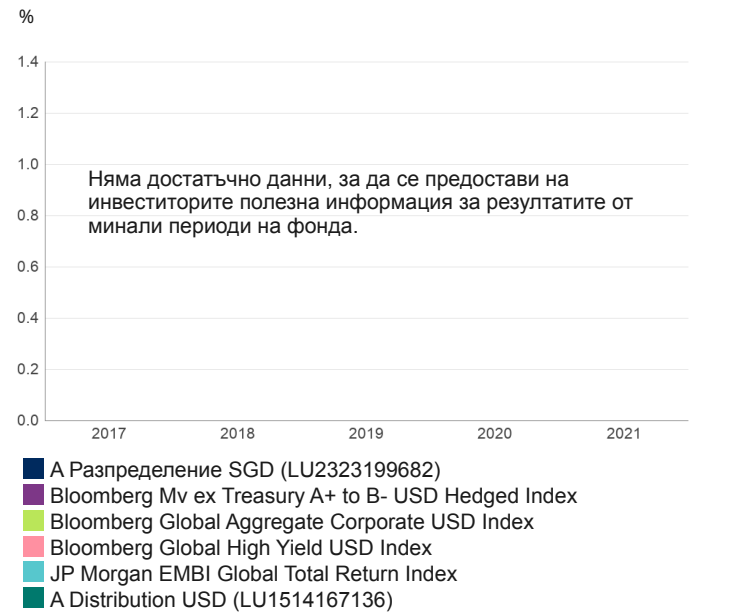 %
1.4
1.2
1.0
Няма достатъчно данни, за да се предостави на
инвеститорите полезна информация за резултатите от
0.8
минали периоди на фонда.
0.6
0.4
0.2
0.0
2017 2018 2019 2020 2021
А Разпределение SGD (LU2323199682)
Bloomberg Mv ex Treasury A+ to B- USD Hedged Index
Bloomberg Global Aggregate Corporate USD Index
Bloomberg Global High Yield USD Index
JP Morgan EMBI Global Total Return Index
A Distribution USD (LU1514167136)